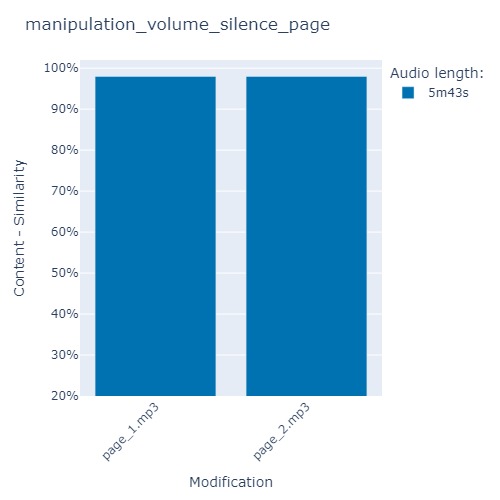 manipulation_volume_silence_page
100%
90%
80%
70%
60%
50%
40%
30%
20%
Content - Similarity
page_1.mp3
page_2.mp3
Modification
Audio length:
5m43s